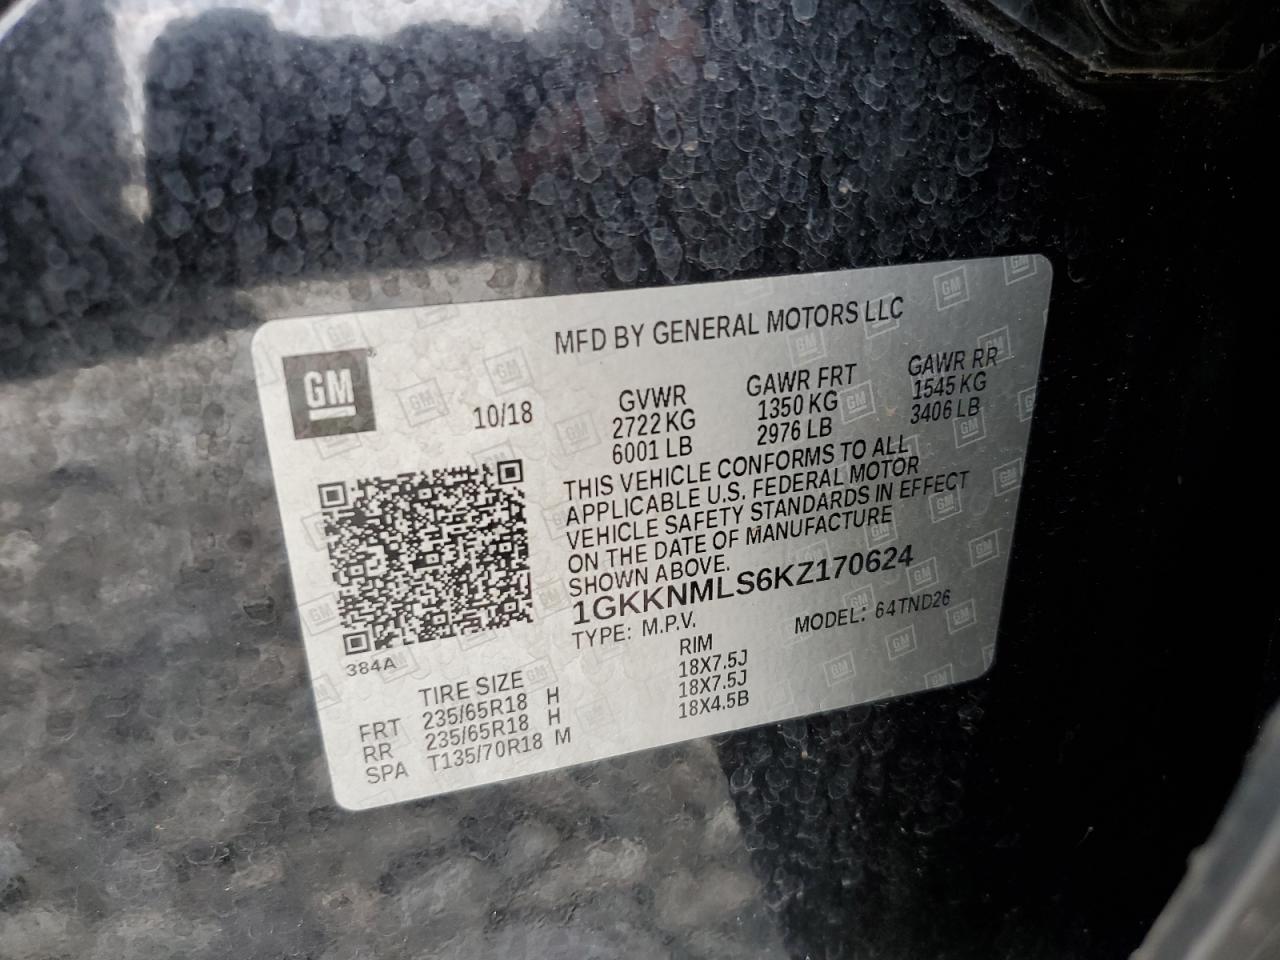 MFD BY GENERAL MOTORS LLC
GM
10/18
GVWR GAWR FRT GAWR RR
2722 KG 1350 KG 1545 KG
6001 LB 2976 LB 3406 LB
THIS VEHICLE CONFORMS TO ALL
APPLICABLE U.S. FEDERAL MOTOR
VEHICLE SAFETY STANDARDS IN EFFECT
ON THE DATE OF MANUFACTURE
SHOWN ABOVE.
1GKKNMLS6KZ170624
TYPE: M.P.V. MODEL: 64TND26
384A
TIRE SIZE RIM
FRT 235/65R18 H 18X7.5J
RR 235/65R18 H 18X7.5J
SPA T135/70R18 M 18X4.5B